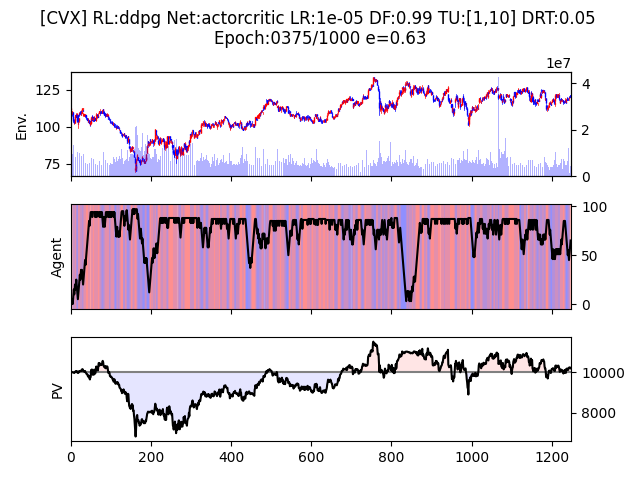 [CVX] RL:ddpg Net:actorcritic LR:1e-05 DF:0.99 TU:[1,10] DRT:0.05
Epoch:0375/1000 e=0.63
1e7
125
100
75
Env.
4
2
0
Agent
100
50
0
PV
10000
8000
0 200 400 600 800 1000 1200